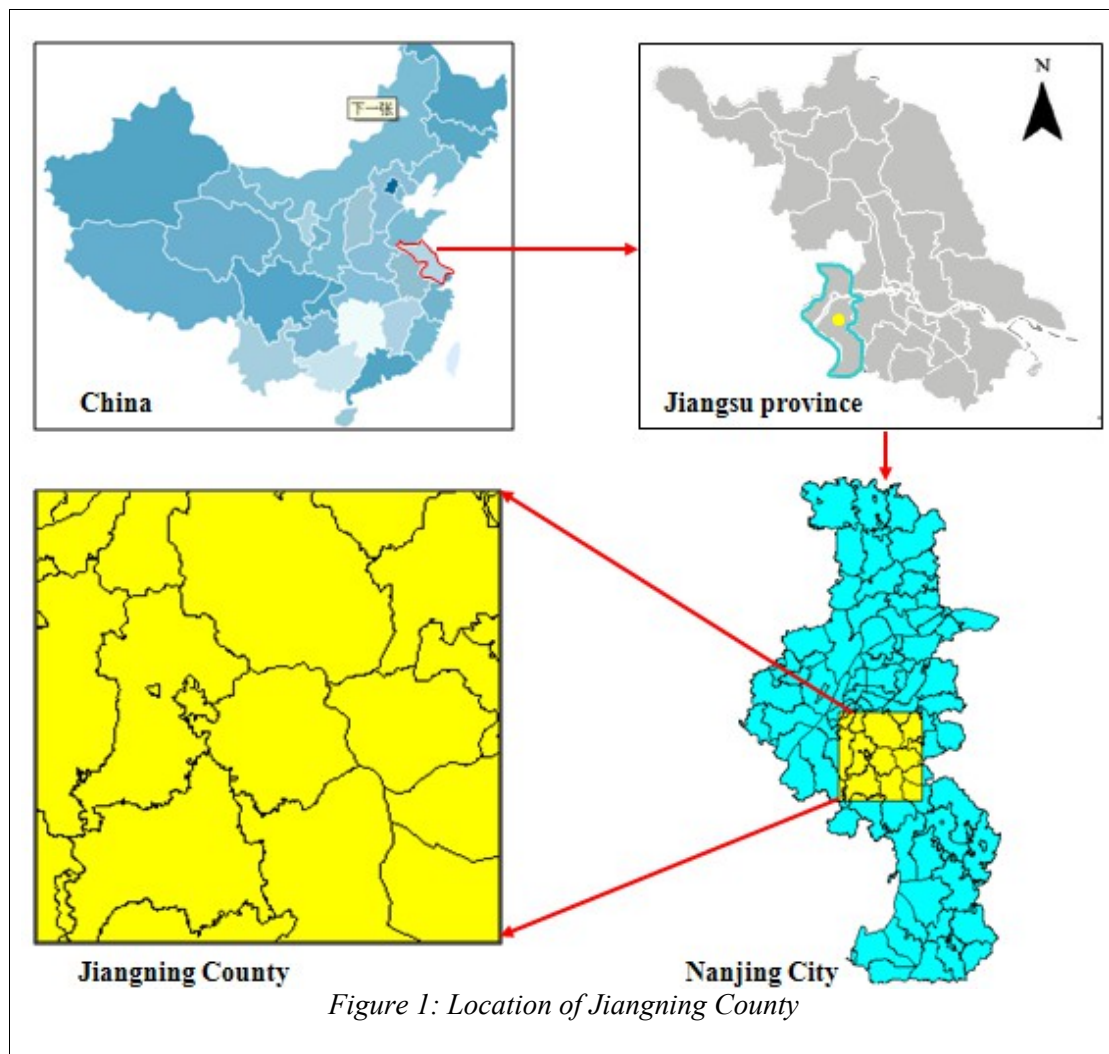 下一张
China
N
Jiangsu province
Jiangning County
Nanjing City
Figure 1: Location of Jiangning County